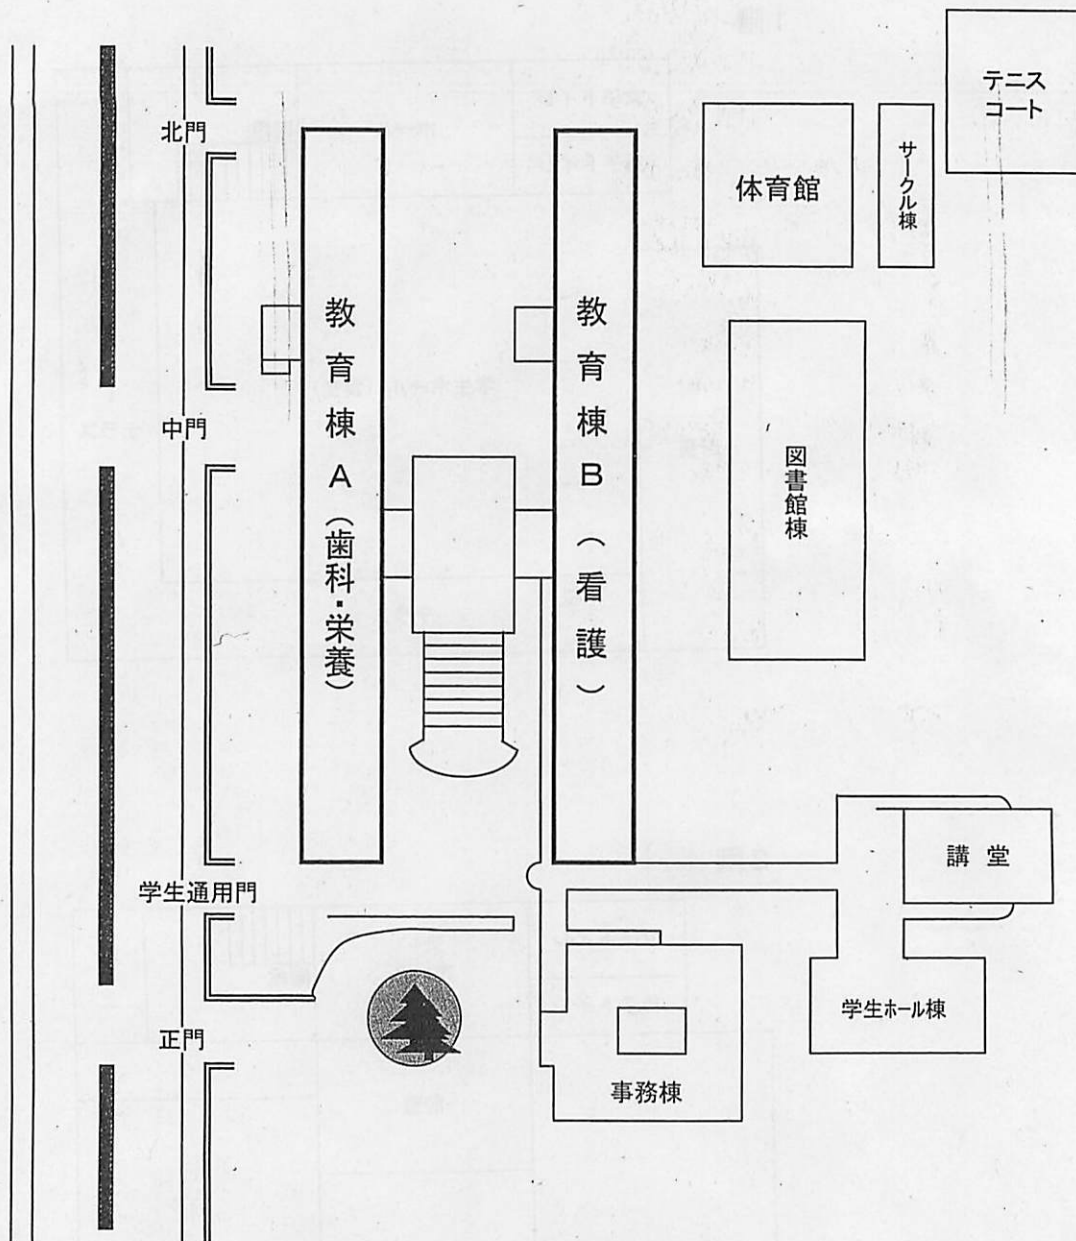 テニス
コート
北門
体育館
サークル棟
教育棟A(歯科・栄養)
教育棟B(看護)
中門
図書館棟
講堂
学生通用門
学生ホール棟
正門
事務棟